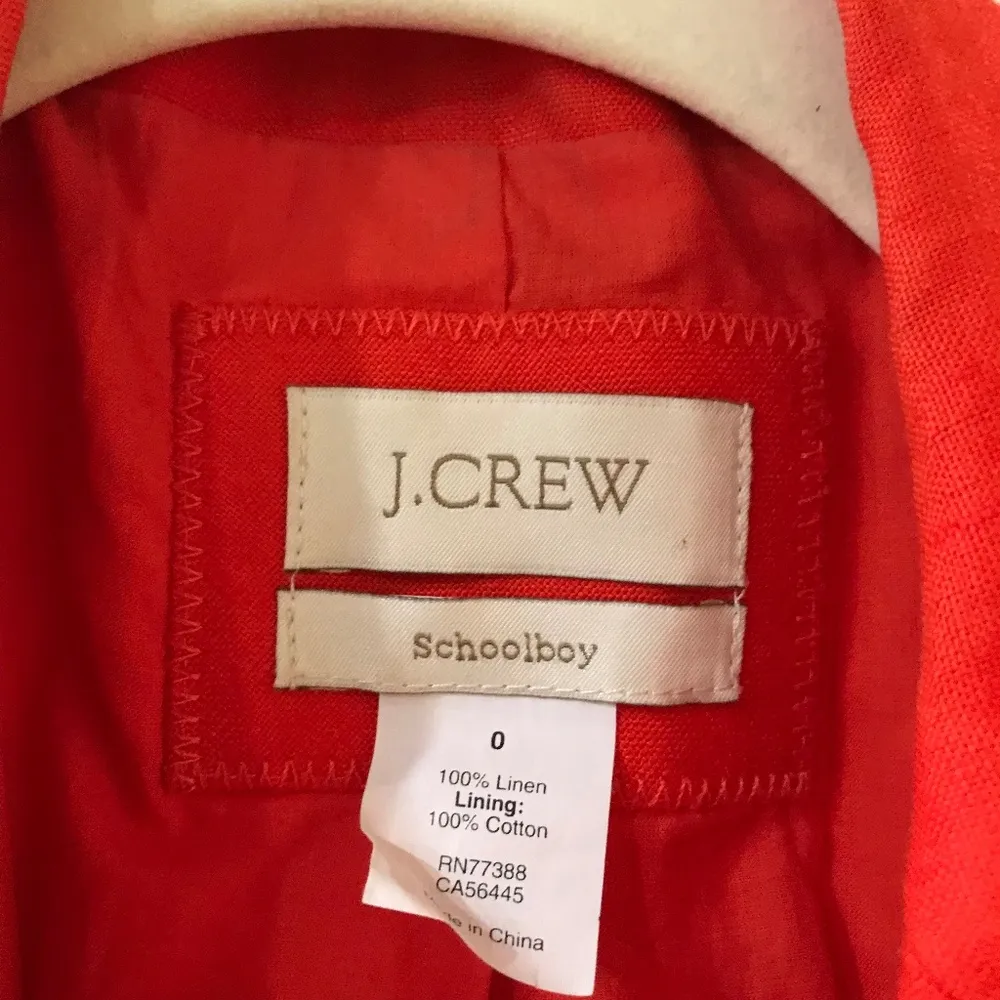 J.CREW
Schoolboy
0
100% Linen
Lining:
100% Cotton
RN77388
CA56445
in China